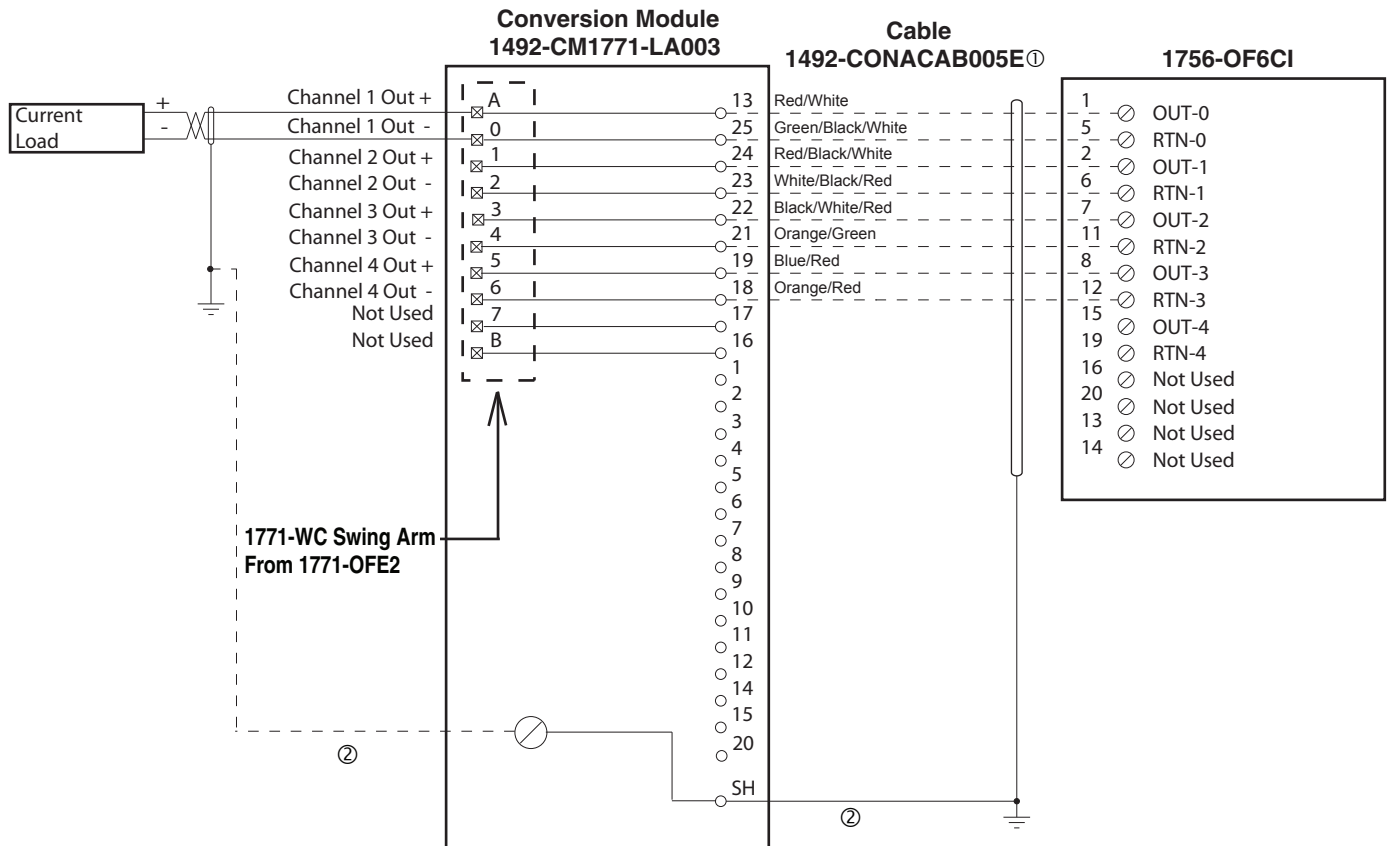 Conversion Module
1492-CM1771-LA003
Cable
1492-CONACAB005E①
1756-OF6CI
Current
Load
+
-
Channel 1 Out +
Channel 1 Out -
Channel 2 Out +
Channel 2 Out -
Channel 3 Out +
Channel 3 Out -
Channel 4 Out +
Channel 4 Out -
Not Used
Not Used
A
0
1
2
3
4
5
6
7
B
1771-WC Swing Arm
From 1771-OFE2
②
13
25
24
23
22
21
19
18
17
16
1
2
3
4
5
6
7
8
9
10
11
12
14
15
20
SH
Red/White
Green/Black/White
Red/Black/White
White/Black/Red
Black/White/Red
Orange/Green
Blue/Red
Orange/Red
②
1 OUT-0
5 RTN-0
2 OUT-1
6 RTN-1
7 OUT-2
11 RTN-2
8 OUT-3
12 RTN-3
15 OUT-4
19 RTN-4
16 Not Used
20 Not Used
13 Not Used
14 Not Used